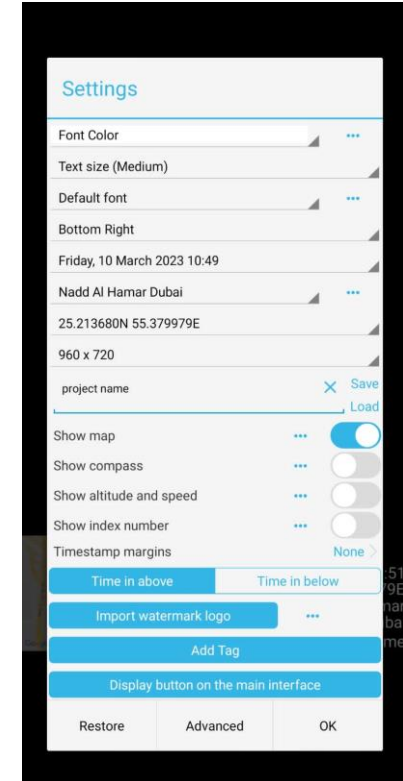 Settings
Font Color
Text size (Medium)
Default font
Bottom Right
Friday, 10 March 2023 10:49
Nadd Al Hamar Dubai
25.213680N 55.379979E
960 x 720
project name
Save
Load
Show map
Show compass
Show altitude and speed
Show index number
Timestamp margins None
Time in above Time in below
Import watermark logo
Add Tag
Display button on the main interface
Restore Advanced OK